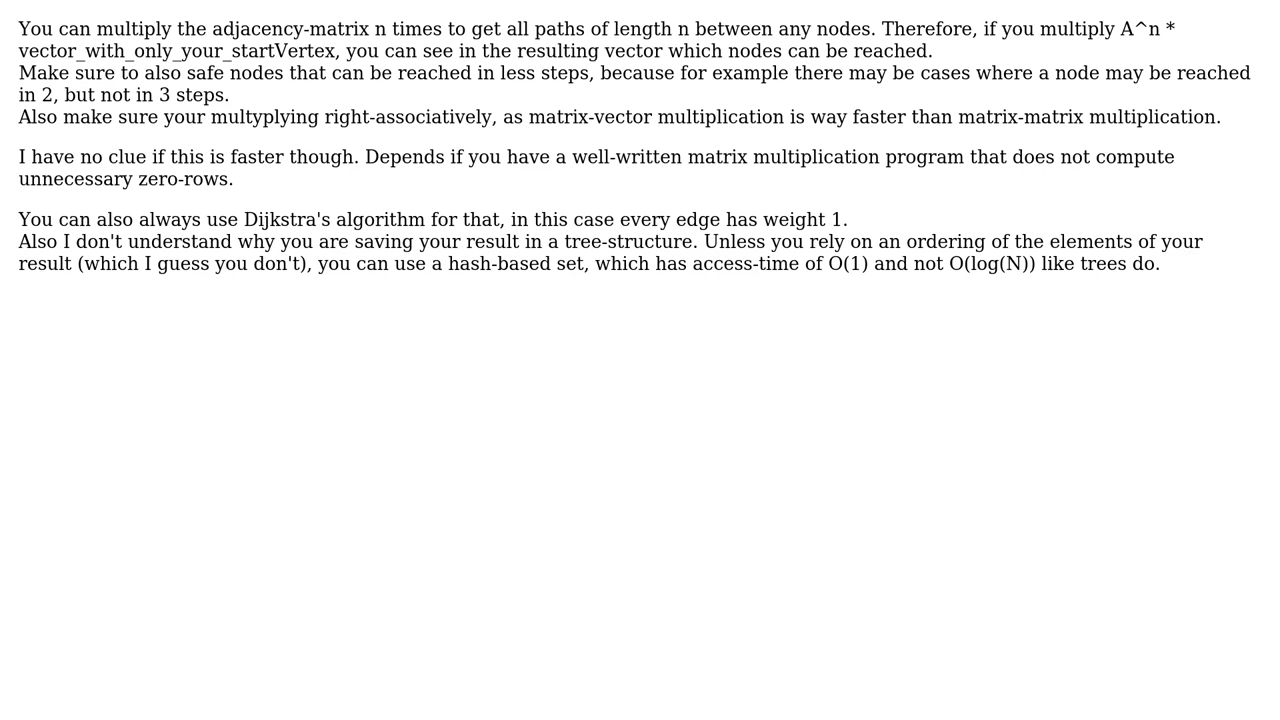 You can multiply the adjacency-matrix n times to get all paths of length n between any nodes. Therefore, if you multiply A^n *
vector_with_only_your_startVertex, you can see in the resulting vector which nodes can be reached.
Make sure to also safe nodes that can be reached in less steps, because for example there may be cases where a node may be reached
in 2, but not in 3 steps.
Also make sure your multyplying right-associatively, as matrix-vector multiplication is way faster than matrix-matrix multiplication.
I have no clue if this is faster though. Depends if you have a well-written matrix multiplication program that does not compute
unnecessary zero-rows.
You can also always use Dijkstra's algorithm for that, in this case every edge has weight 1.
Also I don't understand why you are saving your result in a tree-structure. Unless you rely on an ordering of the elements of your
result (which I guess you don't), you can use a hash-based set, which has access-time of O(1) and not O(log(N)) like trees do.